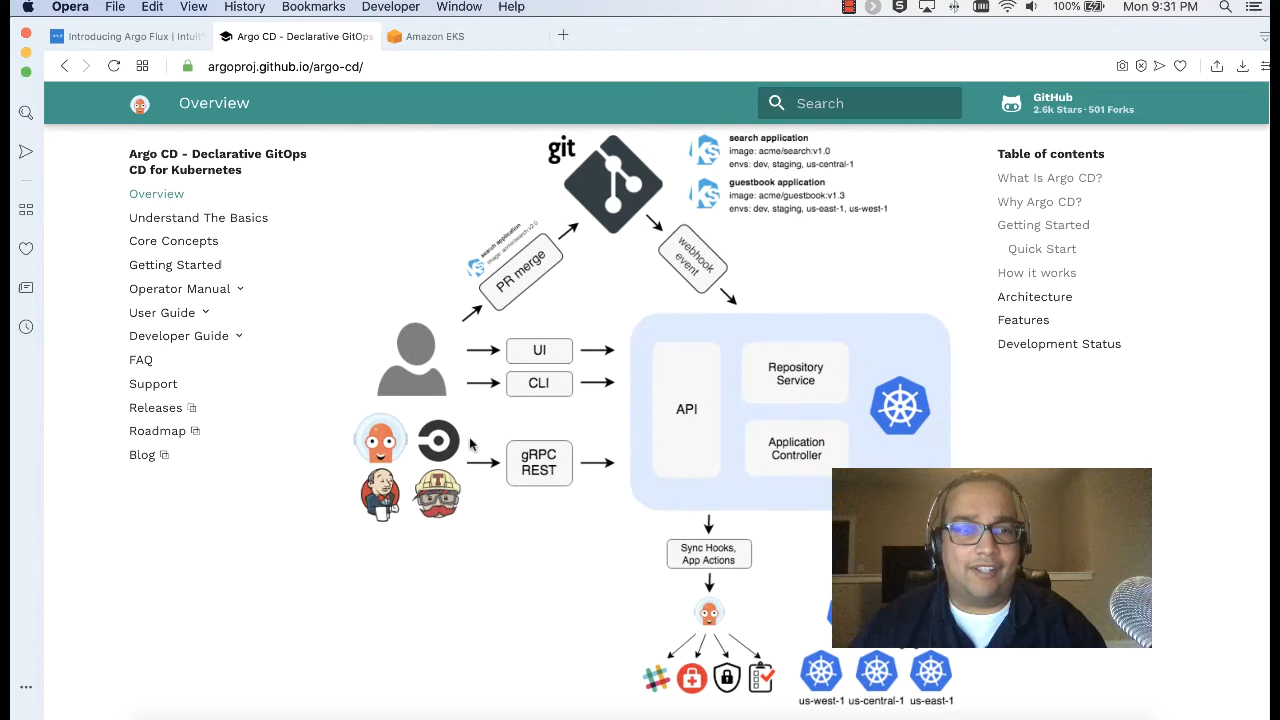 Opera File Edit View History Bookmarks Developer Window Help 100% Mon 9:31 PM
Introducing Argo Flux | Intuit
Argo CD - Declarative GitOps
Amazon EKS
argoproj.github.io/argo-cd/
Overview
Search
GitHub
2.6k Stars · 501 Forks
Argo CD - Declarative GitOps
CD for Kubernetes
Overview
Understand The Basics
Core Concepts
Getting Started
Operator Manual
User Guide
Developer Guide
FAQ
Support
Releases
Roadmap
Blog
git
search application
image: acme/search:v1.0
envs: dev, staging, us-central-1
guestbook application
image: acme/guestbook:v1.3
envs: dev, staging, us-east-1, us-west-1
search application
image: acme/search:v2.0
PR merge
webhook
event
UI
CLI
gRPC
REST
API
Repository
Service
Application
Controller
Sync Hooks,
App Actions
us-west-1 us-central-1 us-east-1
Table of contents
What Is Argo CD?
Why Argo CD?
Getting Started
Quick Start
How it works
Architecture
Features
Development Status